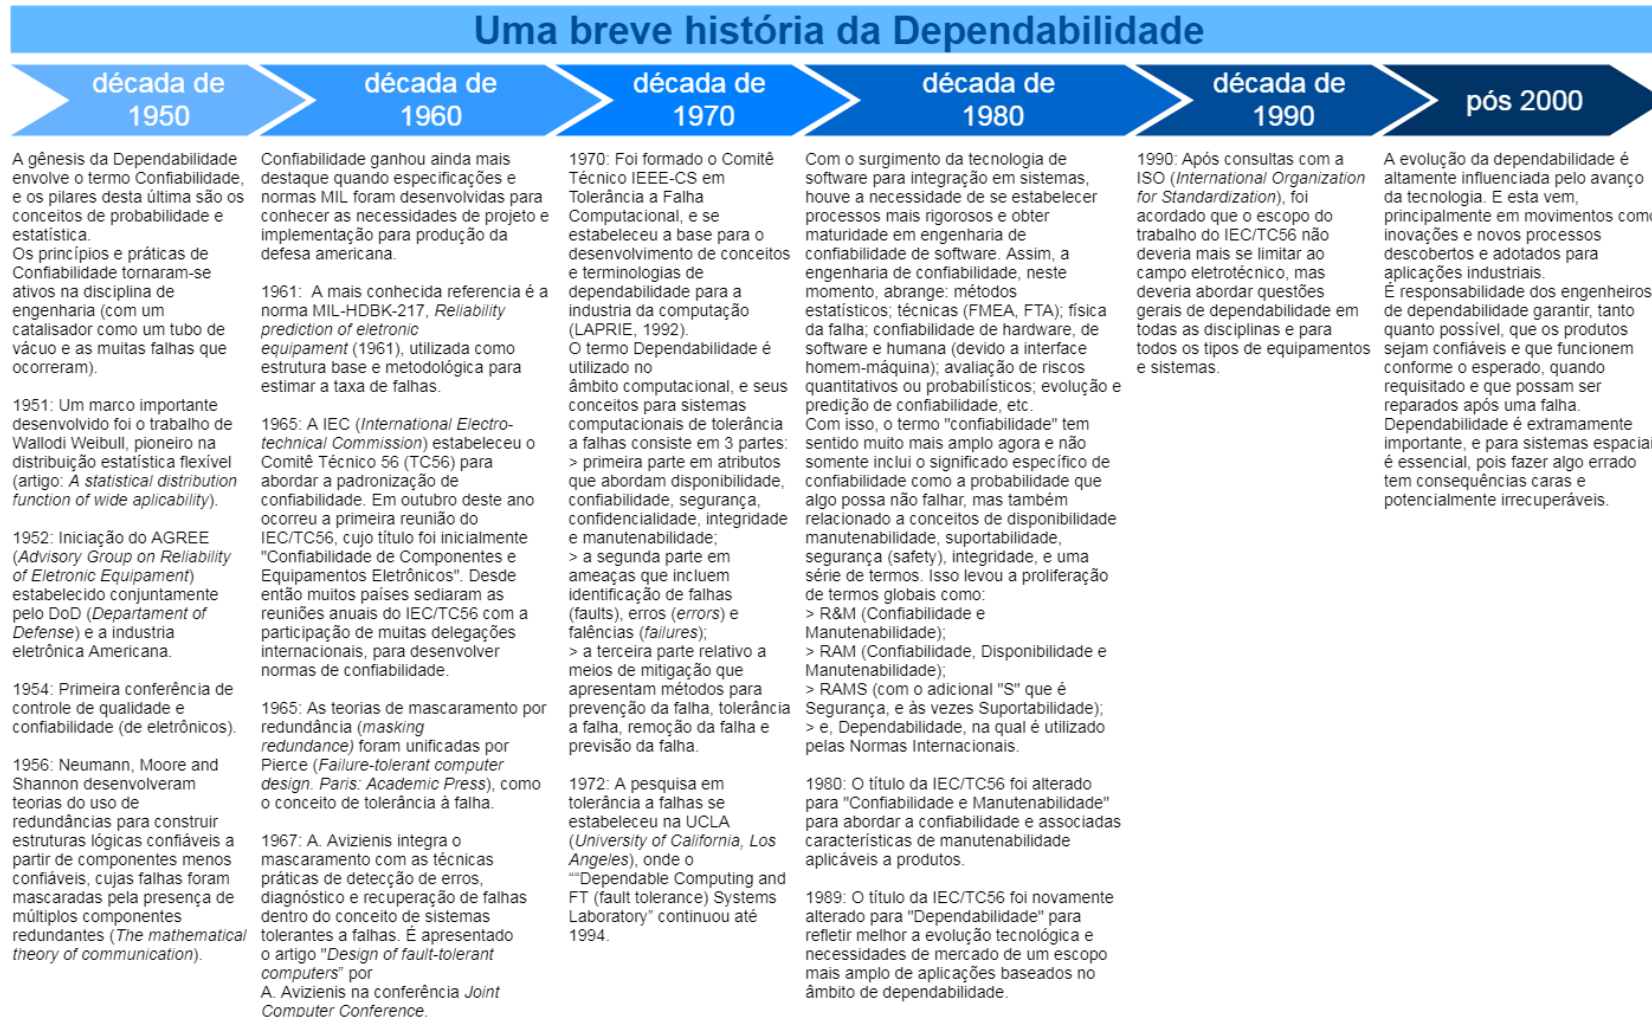 Uma breve história da Dependabilidade
década de
1950
A gênesis da Dependabilidade
envolve o termo Confiabilidade,
e os pilares desta última são os
conceitos de probabilidade e
estatística.
Os princípios e práticas de
Confiabilidade tornaram-se
ativos na disciplina de
engenharia (com um
catalisador como um tubo de
vácuo e as muitas falhas que
ocorreram).
1951: Um marco importante
desenvolvido foi o trabalho de
Wallodi Weibull, pioneiro na
distribuição estatística flexível
(artigo: A statistical distribution
function of wide aplicability).
1952: Iniciação do AGREE
(Advisory Group on Reliability
of Eletronic Equipament)
estabelecido conjuntamente
pelo DoD (Departament of
Defense) e a industria
eletrônica Americana.
1954: Primeira conferência de
controle de qualidade e
confiabilidade (de eletrônicos).
1956: Neumann, Moore and
Shannon desenvolveram
teorias do uso de
redundâncias para construir
estruturas lógicas confiáveis a
partir de componentes menos
confiáveis, cujas falhas foram
mascaradas pela presença de
múltiplos componentes
redundantes (The mathematical
theory of communication).
década de
1960
Confiabilidade ganhou ainda mais
destaque quando especificações e
normas MIL foram desenvolvidas para
conhecer as necessidades de projeto e
implementação para produção da
defesa americana.
1961:  A mais conhecida referencia é a
norma MIL-HDBK-217, Reliability
prediction of eletronic
equipament (1961), utilizada como
estrutura base e metodológica para
estimar a taxa de falhas.
1965: A IEC (International Electro-
technical Commission) estabeleceu o
Comitê Técnico 56 (TC56) para
abordar a padronização de
confiabilidade. Em outubro deste ano
ocorreu a primeira reunião do
IEC/TC56, cujo título foi inicialmente
"Confiabilidade de Componentes e
Equipamentos Eletrônicos". Desde
então muitos países sediaram as
reuniões anuais do IEC/TC56 com a
participação de muitas delegações
internacionais, para desenvolver
normas de confiabilidade.
1965: As teorias de mascaramento por
redundância (masking
redundance) foram unificadas por
Pierce (Failure-tolerant computer
design. Paris: Academic Press), como
o conceito de tolerância à falha.
1967: A. Avizienis integra o
mascaramento com as técnicas
práticas de detecção de erros,
diagnóstico e recuperação de falhas
dentro do conceito de sistemas
tolerantes a falhas. É apresentado
o artigo "Design of fault-tolerant
computers” por
A. Avizienis na conferência Joint
Computer Conference.
década de
1970
1970: Foi formado o Comitê
Técnico IEEE-CS em
Tolerância a Falha
Computacional, e se
estabeleceu a base para o
desenvolvimento de conceitos
e terminologias de
dependabilidade para a
industria da computação
(LAPRIE, 1992).
O termo Dependabilidade é
utilizado no
âmbito computacional, e seus
conceitos para sistemas
computacionais de tolerância
a falhas consiste em 3 partes:
> primeira parte em atributos
que abordam disponibilidade,
confiabilidade, segurança,
confidencialidade, integridade
e manutenabilidade;
> a segunda parte em
ameaças que incluem
identificação de falhas
(faults), erros (errors) e
falências (failures);
> a terceira parte relativo a
meios de mitigação que
apresentam métodos para
prevenção da falha, tolerância
a falha, remoção da falha e
previsão da falha.
1972: A pesquisa em
tolerância a falhas se
estabeleceu na UCLA
(University of California, Los
Angeles), onde o
““Dependable Computing and
FT (fault tolerance) Systems
Laboratory” continuou até
1994.
década de
1980
Com o surgimento da tecnologia de
software para integração em sistemas,
houve a necessidade de se estabelecer
processos mais rigorosos e obter
maturidade em engenharia de
confiabilidade de software. Assim, a
engenharia de confiabilidade, neste
momento, abrange: métodos
estatísticos; técnicas (FMEA, FTA); física
da falha; confiabilidade de hardware, de
software e humana (devido a interface
homem-máquina); avaliação de riscos
quantitativos ou probabilísticos; evolução e
predição de confiabilidade, etc.
Com isso, o termo "confiabilidade" tem
sentido muito mais amplo agora e não
somente inclui o significado específico de
confiabilidade como a probabilidade que
algo possa não falhar, mas também
relacionado a conceitos de disponibilidade
manutenabilidade, suportabilidade,
segurança (safety), integridade, e uma
série de termos. Isso levou a proliferação
de termos globais como:
> R&M (Confiabilidade e
Manutenabilidade);
> RAM (Confiabilidade, Disponibilidade e
Manutenabilidade);
> RAMS (com o adicional "S" que é
Segurança, e às vezes Suportabilidade);
> e, Dependabilidade, na qual é utilizado
pelas Normas Internacionais.
1980: O título da IEC/TC56 foi alterado
para "Confiabilidade e Manutenabilidade"
para abordar a confiabilidade e associadas
características de manutenabilidade
aplicáveis a produtos.
1989: O título da IEC/TC56 foi novamente
alterado para "Dependabilidade" para
refletir melhor a evolução tecnológica e
necessidades de mercado de um escopo
mais amplo de aplicações baseados no
âmbito de dependabilidade.
década de
1990
1990: Após consultas com a
ISO (International Organization
for Standardization), foi
acordado que o escopo do
trabalho do IEC/TC56 não
deveria mais se limitar ao
campo eletrotécnico, mas
deveria abordar questões
gerais de dependabilidade em
todas as disciplinas e para
todos os tipos de equipamentos
e sistemas.
pós 2000
A evolução da dependabilidade é
altamente influenciada pelo avanço
da tecnologia. E esta vem,
principalmente em movimentos como
inovações e novos processos
descobertos e adotados para
aplicações industriais.
É responsabilidade dos engenheiros
de dependabilidade garantir, tanto
quanto possível, que os produtos
sejam confiáveis e que funcionem
conforme o esperado, quando
requisitado e que possam ser
reparados após uma falha.
Dependabilidade é extramamente
importante, e para sistemas espaciai
é essencial, pois fazer algo errado
tem consequências caras e
potencialmente irrecuperáveis.